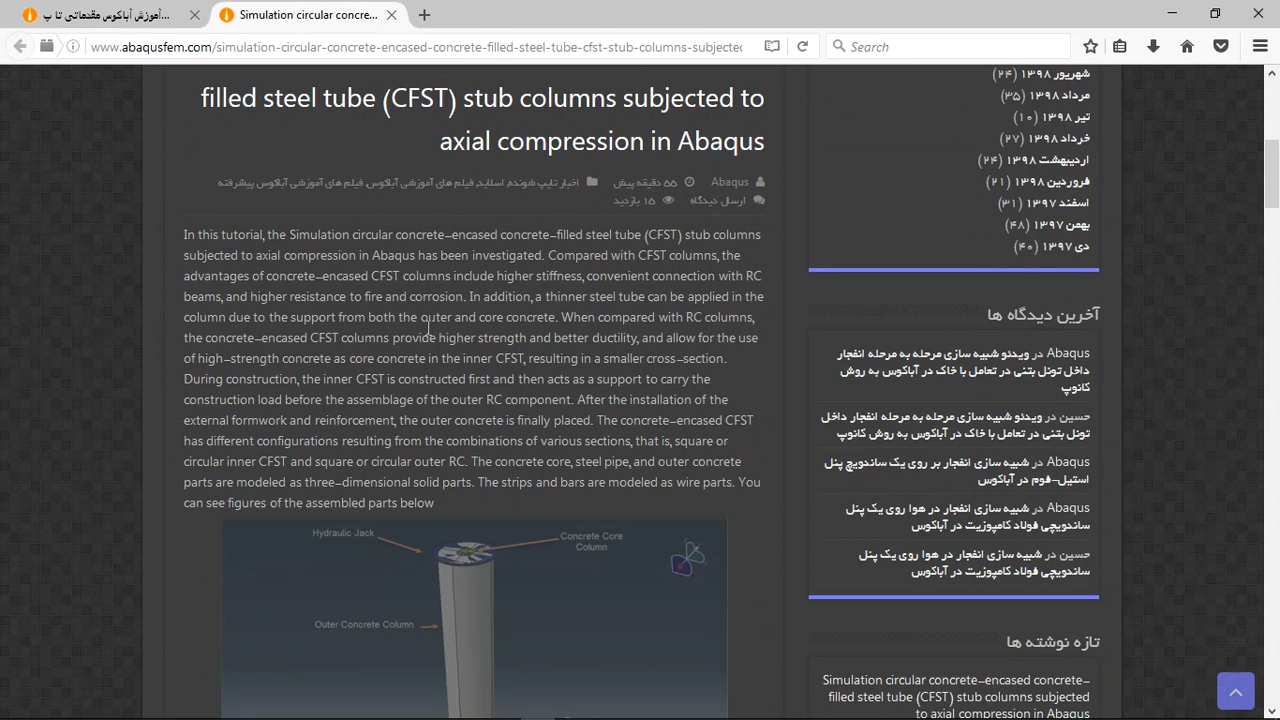 آموزش آباکوس مقدماتی تا پ...
Simulation circular concre...
www.abaqusfem.com/simulation-circular-concrete-encased-concrete-filled-steel-tube-cfst-stub-columns-subjected
Search
filled steel tube (CFST) stub columns subjected to
axial compression in Abaqus
Abaqus ۵۵ دقیقه پیش اخبار تایپ شونده, اسلاید, فیلم های آموزشی آباکوس, فیلم های آموزشی آباکوس پیشرفته
ارسال دیدگاه ۱۵ بازدید
In this tutorial, the Simulation circular concrete-encased concrete-filled steel tube (CFST) stub columns
subjected to axial compression in Abaqus has been investigated. Compared with CFST columns, the
advantages of concrete-encased CFST columns include higher stiffness, convenient connection with RC
beams, and higher resistance to fire and corrosion. In addition, a thinner steel tube can be applied in the
column due to the support from both the outer and core concrete. When compared with RC columns,
the concrete-encased CFST columns provide higher strength and better ductility, and allow for the use
of high-strength concrete as core concrete in the inner CFST, resulting in a smaller cross-section.
During construction, the inner CFST is constructed first and then acts as a support to carry the
construction load before the assemblage of the outer RC component. After the installation of the
external formwork and reinforcement, the outer concrete is finally placed. The concrete-encased CFST
has different configurations resulting from the combinations of various sections, that is, square or
circular inner CFST and square or circular outer RC. The concrete core, steel pipe, and outer concrete
parts are modeled as three-dimensional solid parts. The strips and bars are modeled as wire parts. You
can see figures of the assembled parts below
Hydraulic Jack
Concrete Core
Column
Outer Concrete Column
شهریور ۱۳۹۸ (۲۴)
مرداد ۱۳۹۸ (۳۵)
تیر ۱۳۹۸ (۱۰)
خرداد ۱۳۹۸ (۲۷)
اردیبهشت ۱۳۹۸ (۲۴)
فروردین ۱۳۹۸ (۲۱)
اسفند ۱۳۹۷ (۳۱)
بهمن ۱۳۹۷ (۴۸)
دی ۱۳۹۷ (۴۰)
آخرین دیدگاه ها
Abaqus در ویدئو شبیه سازی مرحله به مرحله انفجار
داخل تونل بتنی در تعامل با خاک در آباکوس به روش
کانوپ
حسین در ویدئو شبیه سازی مرحله به مرحله انفجار داخل
تونل بتنی در تعامل با خاک در آباکوس به روش کانوپ
Abaqus در شبیه سازی انفجار بر روی یک ساندویچ پنل
استیل-فوم در آباکوس
Abaqus در شبیه سازی انفجار در هوا روی یک پنل
ساندویچی فولاد کامپوزیت در آباکوس
حسین در شبیه سازی انفجار در هوا روی یک پنل
ساندویچی فولاد کامپوزیت در آباکوس
تازه نوشته ها
Simulation circular concrete-encased concrete-
filled steel tube (CFST) stub columns subjected
to axial compression in Abaqus